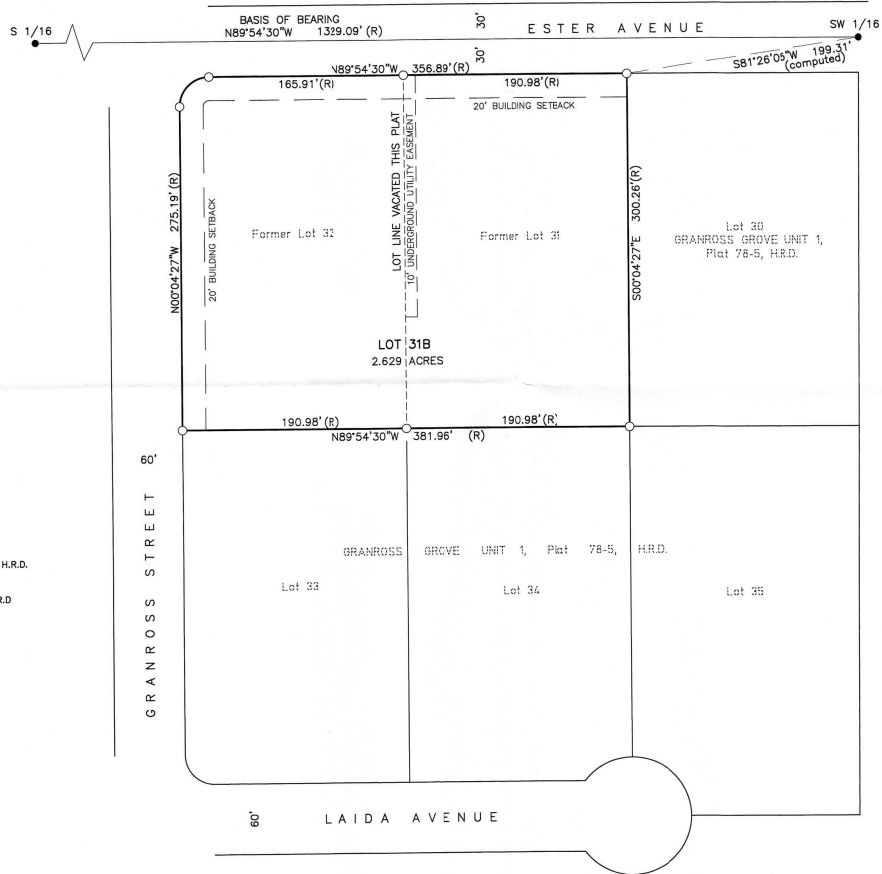 BASIS OF BEARING
N89°54'30"W 1329.09' (R)
S 1/16
30'
30'
ESTER AVENUE
SW 1/16
S81°26'05"W 199.31'
(computed)
N89°54'30"W 356.89'(R)
165.91'(R)
190.98'(R)
20' BUILDING SETBACK
LOT LINE VACATED THIS PLAT
10' UNDERGROUND UTILITY EASEMENT
N00°04'27"W 275.19' (R)
20' BUILDING SETBACK
Former Lot 32
Former Lot 31
S00°04'27"E 300.26'(R)
Lot 30
GRANROSS GROVE UNIT 1,
Plat 78-5, H.R.D.
LOT 31B
2.629 ACRES
190.98' (R)
190.98' (R)
N89°54'30"W 381.96' (R)
60'
GRANROSS STREET
GRANROSS GROVE UNIT 1, Plat 78-5, H.R.D.
H.R.D.
R.D
Lot 33
Lot 34
Lot 35
60'
LAIDA AVENUE